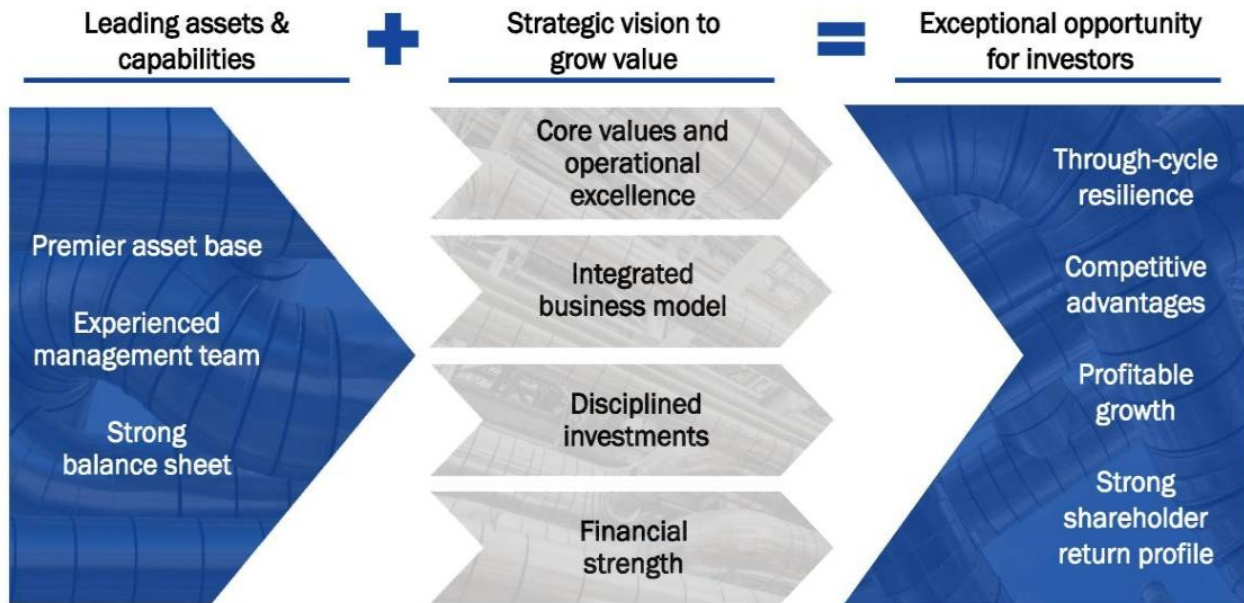 Leading assets &
capabilities
+
Strategic vision to
grow value
=
Exceptional opportunity
for investors
Premier asset base
Experienced
management team
Strong
balance sheet
Core values and
operational
excellence
Integrated
business model
Disciplined
investments
Financial
strength
Through-cycle
resilience
Competitive
advantages
Profitable
growth
Strong
shareholder
return profile